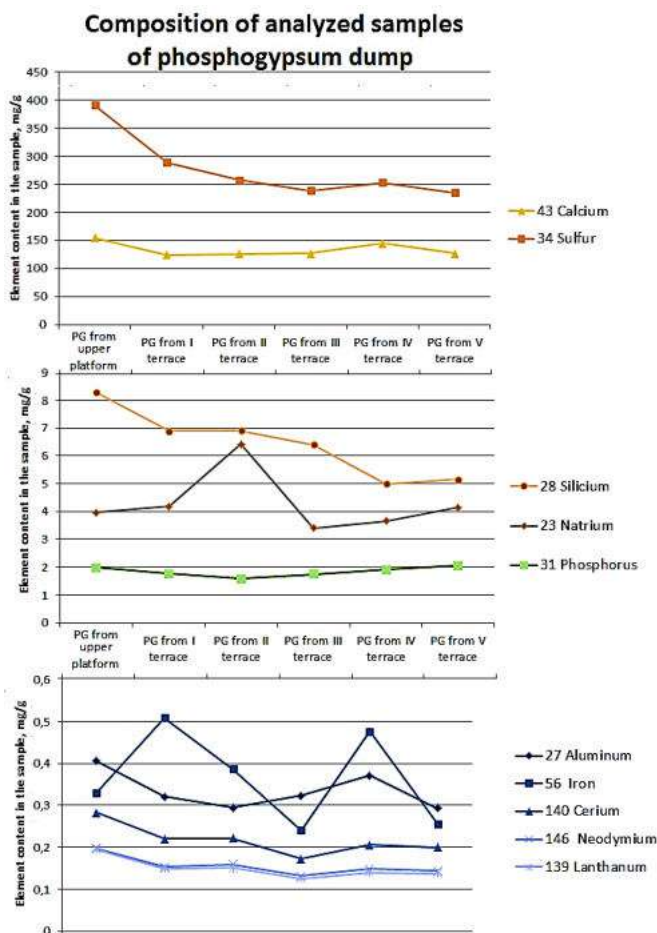 Composition of analyzed samples
of phosphogypsum dump
Element content in the sample, mg/g
450
400
350
300
250
200
150
100
50
0
43 Calcium
34 Sulfur
PG from upper platform
PG from I terrace
PG from II terrace
PG from III terrace
PG from IV terrace
PG from V terrace
Element content in the sample, mg/g
9
8
7
6
5
4
3
2
1
0
28 Silicium
23 Natrium
31 Phosphorus
PG from upper platform
PG from I terrace
PG from II terrace
PG from III terrace
PG from IV terrace
PG from V terrace
Element content in the sample, mg/g
0,6
0,5
0,4
0,3
0,2
0,1
0
27 Aluminum
56 Iron
140 Cerium
146 Neodymium
139 Lanthanum